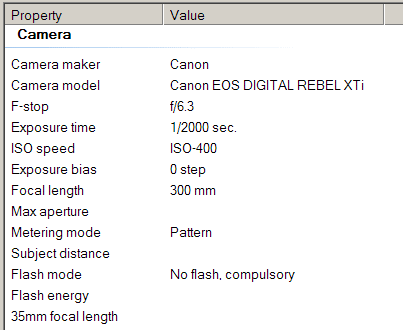 Property Value
Camera
Camera maker Canon
Camera model Canon EOS DIGITAL REBEL XTi
F-stop f/6.3
Exposure time 1/2000 sec.
ISO speed ISO-400
Exposure bias 0 step
Focal length 300 mm
Max aperture
Metering mode Pattern
Subject distance
Flash mode No flash, compulsory
Flash energy
35mm focal length